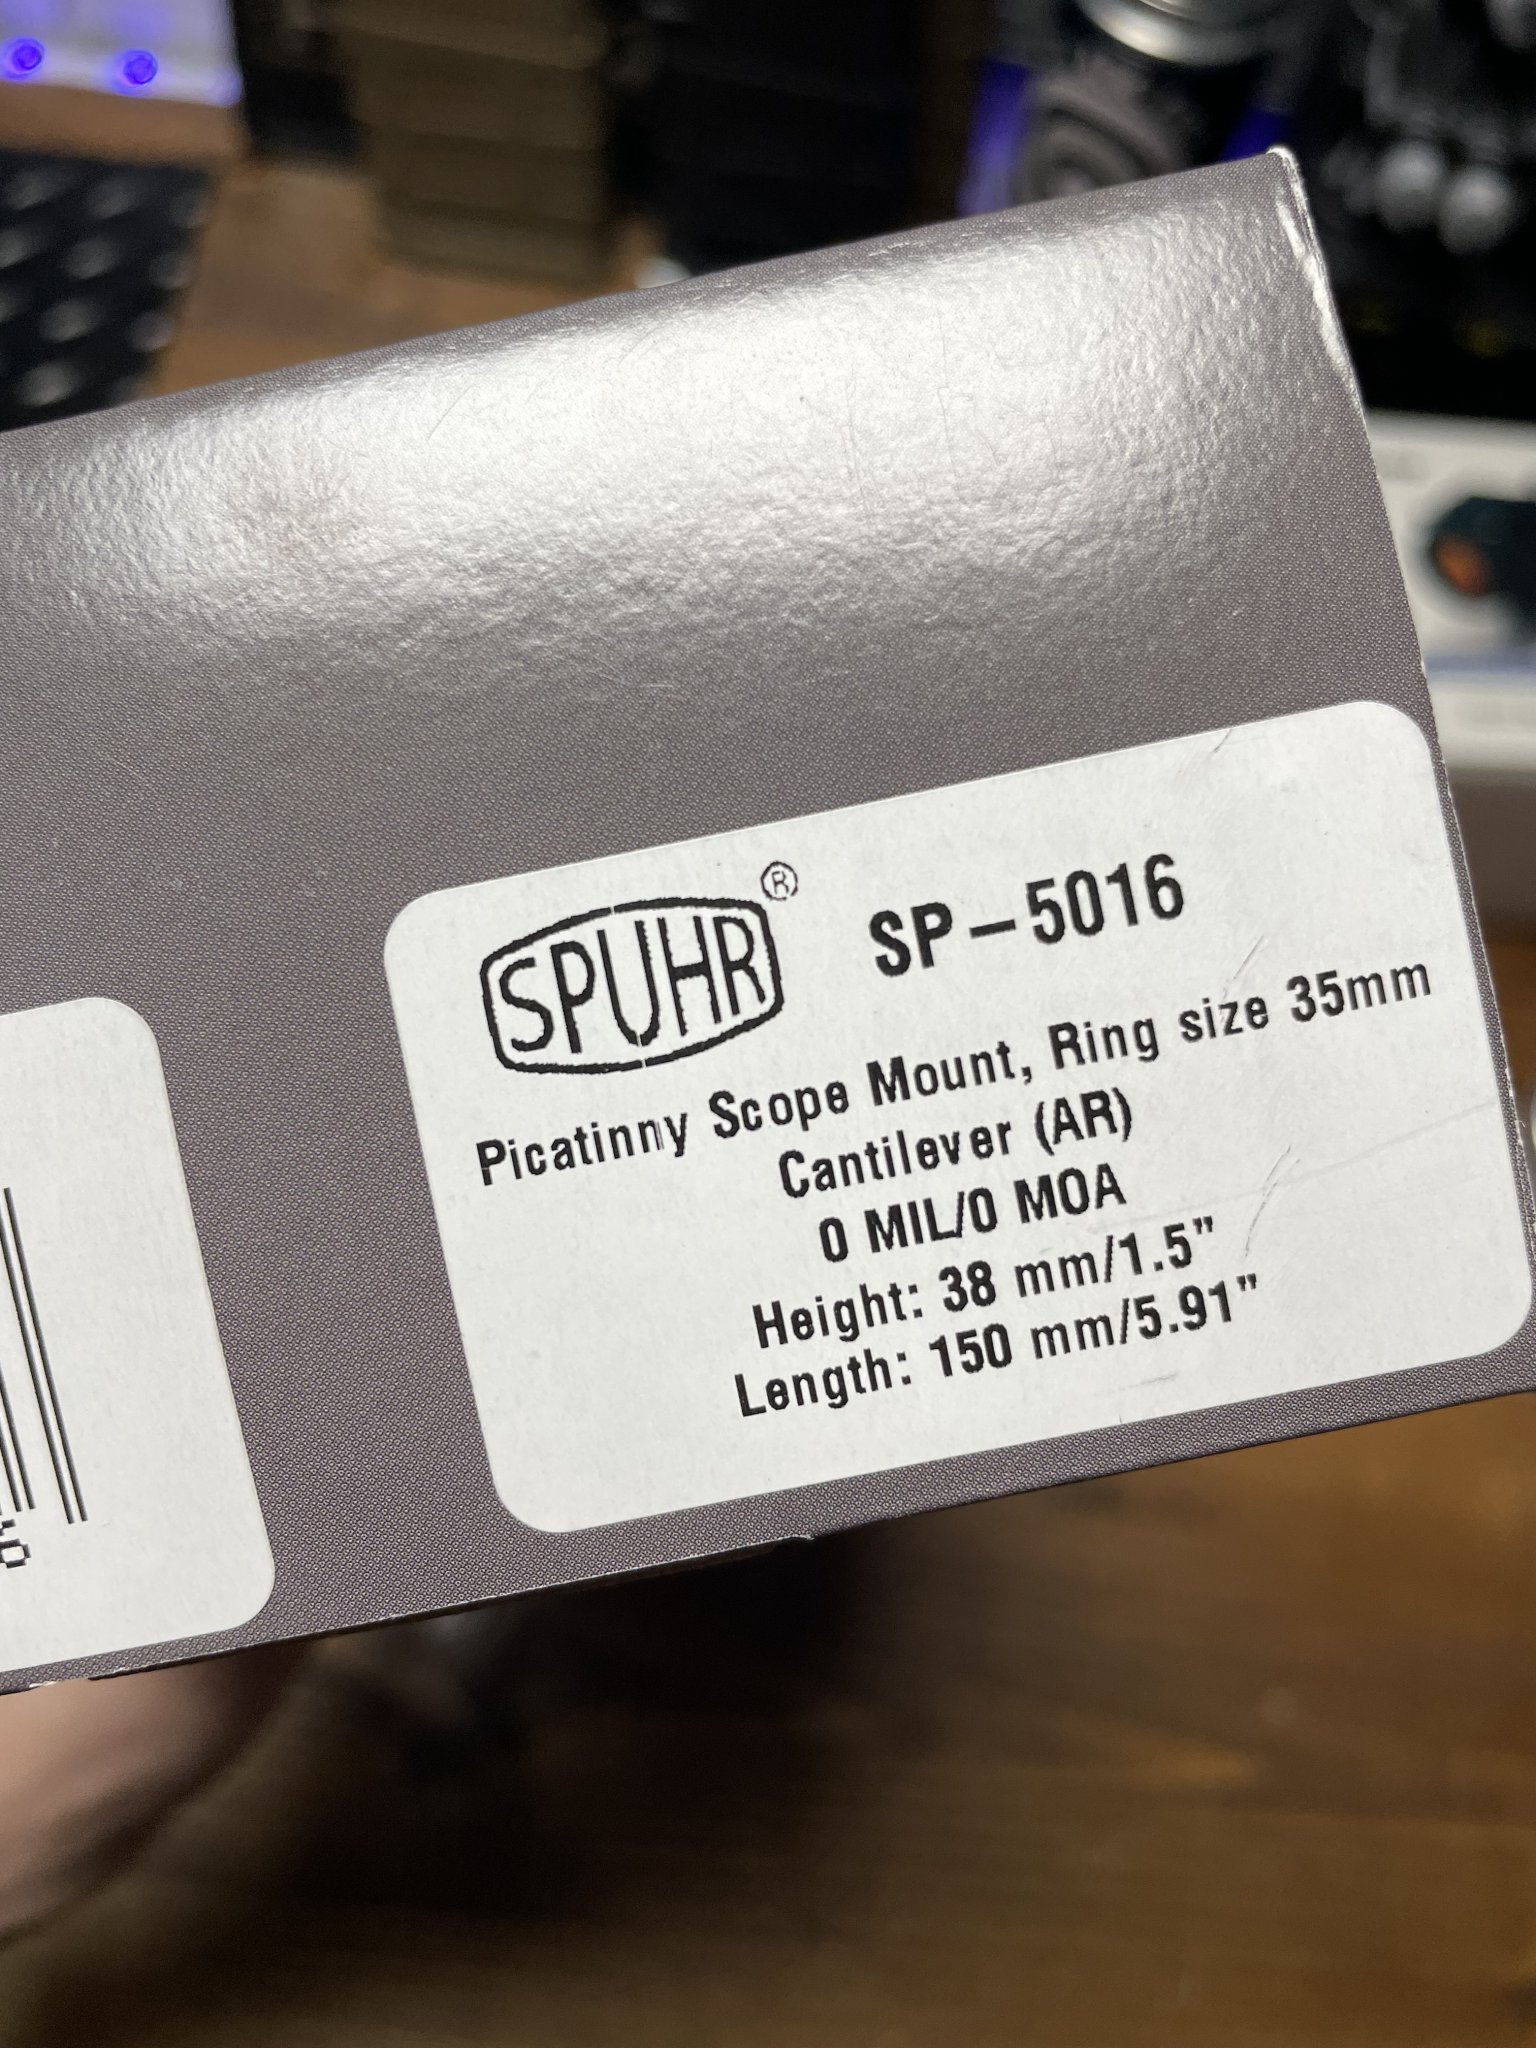 SPUHR®
SP-5016
Picatinny Scope Mount, Ring size 35mm
Cantilever (AR)
0 MIL/0 MOA
Height: 38 mm/1.5"
Length: 150 mm/5.91"